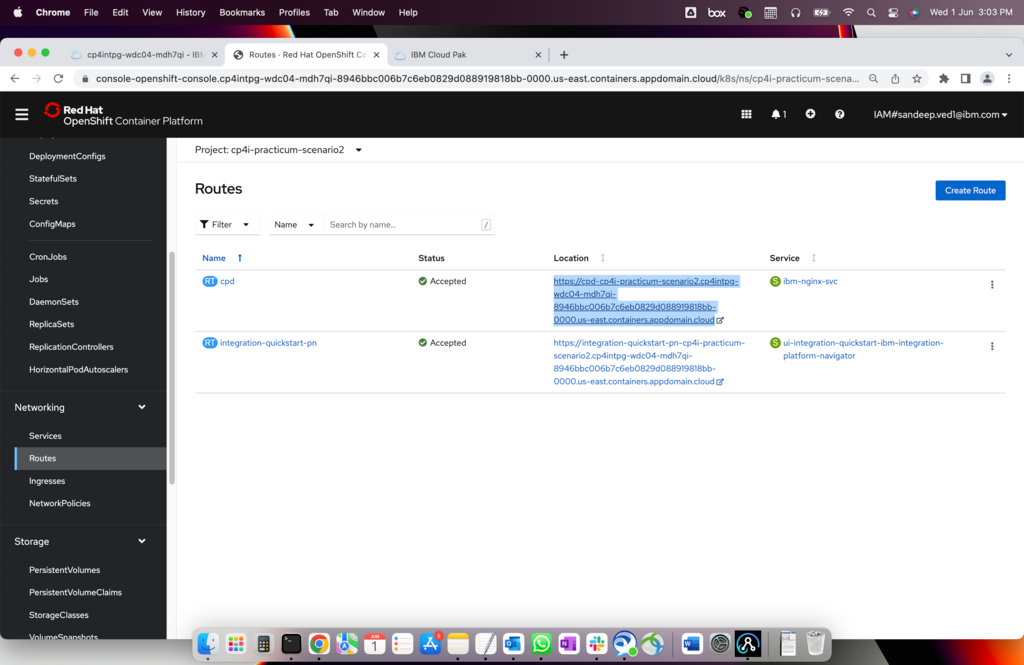 Chrome File Edit View History Bookmarks Profiles Tab Window Help box Wed 1 Jun 3:03 PM
cp4intpg-wdc04-mdh7qi - IBM Routes · Red Hat OpenShift Co IBM Cloud Pak
console-openshift-console.cp4intpg-wdc04-mdh7qi-8946bbc006b7c6eb0829d088919818bb-0000.us-east.containers.appdomain.cloud/k8s/ns/cp4i-practicum-scena...
Red Hat
OpenShift Container Platform
1 IAM#sandeep.ved1@ibm.com
DeploymentConfigs
StatefulSets
Secrets
ConfigMaps
CronJobs
Jobs
DaemonSets
ReplicaSets
ReplicationControllers
HorizontalPodAutoscalers
Networking
Services
Routes
Ingresses
NetworkPolicies
Storage
PersistentVolumes
PersistentVolumeClaims
StorageClasses
VolumeSnapshots
Project: cp4i-practicum-scenario2
Routes
Create Route
Filter Name Search by name... /
Name Status Location Service
RT cpd Accepted https://cpd-cp4i-practicum-scenario2.cp4intpg-
wdc04-mdh7qi-
8946bbc006b7c6eb0829d088919818bb-
0000.us-east.containers.appdomain.cloud
S ibm-nginx-svc
RT integration-quickstart-pn Accepted https://integration-quickstart-pn-cp4i-practicum-
scenario2.cp4intpg-wdc04-mdh7qi-
8946bbc006b7c6eb0829d088919818bb-
0000.us-east.containers.appdomain.cloud
S ui-integration-quickstart-ibm-integration-
platform-navigator
JUN
1
5